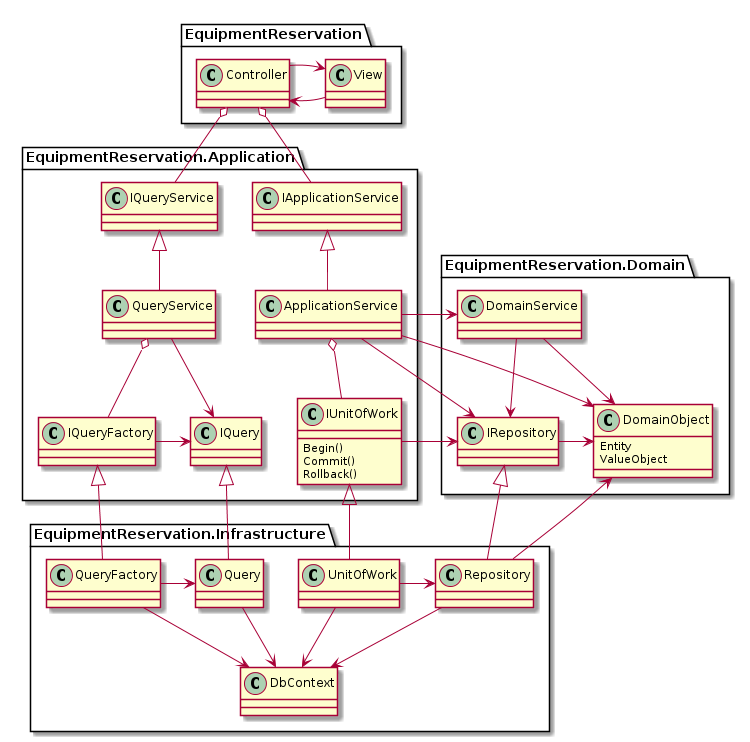 EquipmentReservation
C Controller
C View
EquipmentReservation.Application
C IQueryService
C IApplicationService
EquipmentReservation.Domain
C QueryService
C ApplicationService
C DomainService
C IQueryFactory
C IQuery
C IUnitOfWork
Begin()
Commit()
Rollback()
C IRepository
C DomainObject
Entity
ValueObject
EquipmentReservation.Infrastructure
C QueryFactory
C Query
C UnitOfWork
C Repository
C DbContext